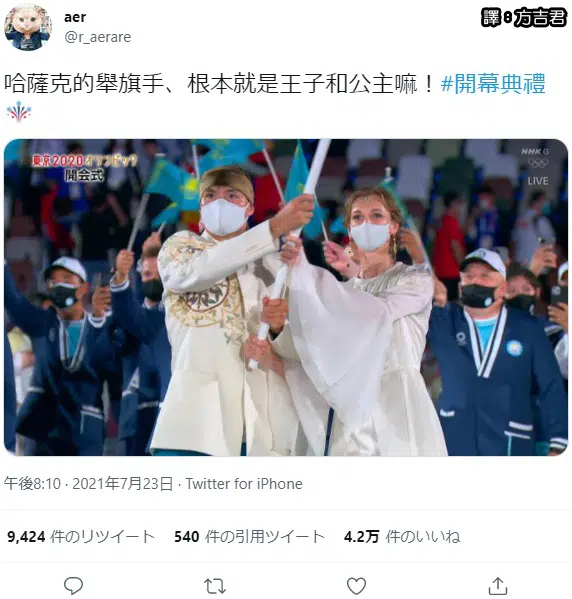 aer
@r_aerare
譯8方吉君
哈薩克的舉旗手、根本就是王子和公主嘛！#開幕典禮
東京2020オリンピック
開会式
NHK G
LIVE
午後8:10 · 2021年7月23日 · Twitter for iPhone
9,424 件のリツイート 540 件の引用ツイート 4.2万 件のいいね